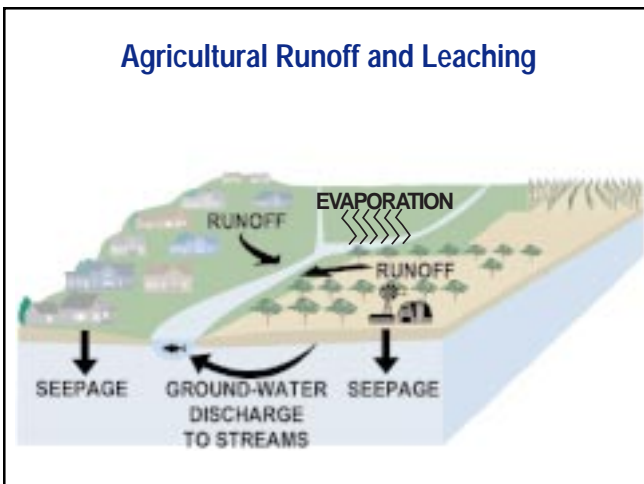 Agricultural Runoff and Leaching
EVAPORATION
RUNOFF
RUNOFF
SEEPAGE
GROUND-WATER
DISCHARGE
TO STREAMS
SEEPAGE